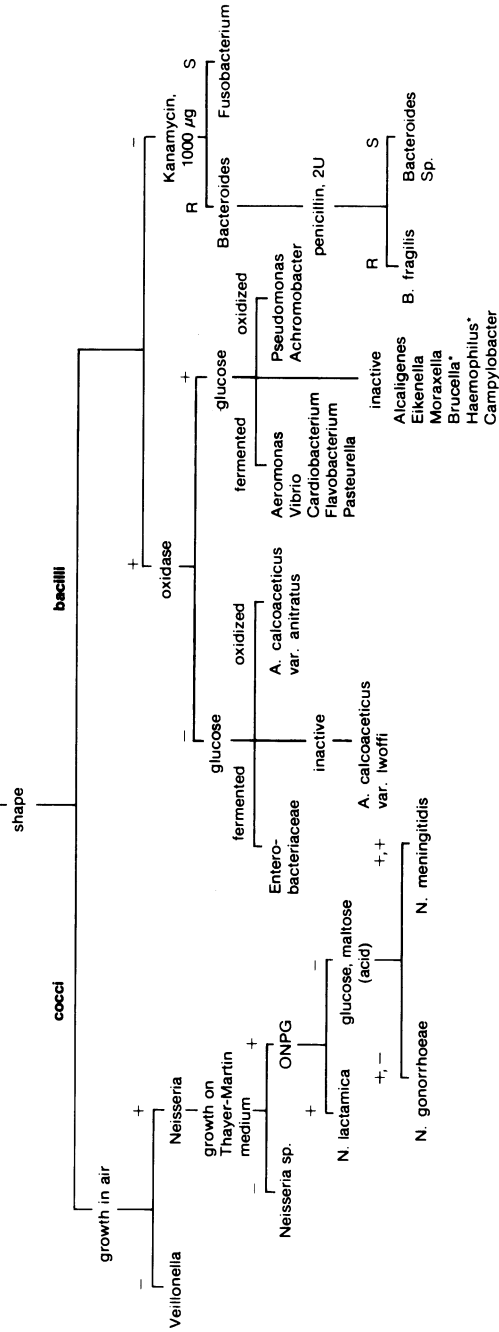 shape
cocci
bacilli
growth in air
−
+
Veillonella
Neisseria
growth on
Thayer-Martin
medium
−
+
Neisseria sp.
ONPG
+
−
N. lactamica
glucose, maltose
(acid)
+,−
+,+
N. gonorrhoeae
N. meningitidis
+
−
oxidase
−
+
glucose
fermented
oxidized
Entero-
bacteriaceae
A. calcoaceticus
var. anitratus
inactive
A. calcoaceticus
var. lwoffi
glucose
fermented
oxidized
Aeromonas
Vibrio
Cardiobacterium
Flavobacterium
Pasteurella
Pseudomonas
Achromobacter
inactive
Alcaligenes
Eikenella
Moraxella
Brucella*
Haemophilus*
Campylobacter
Kanamycin,
1000 µg
R
S
Bacteroides
Fusobacterium
penicillin, 2U
R
S
B. fragilis
Bacteroides
Sp.